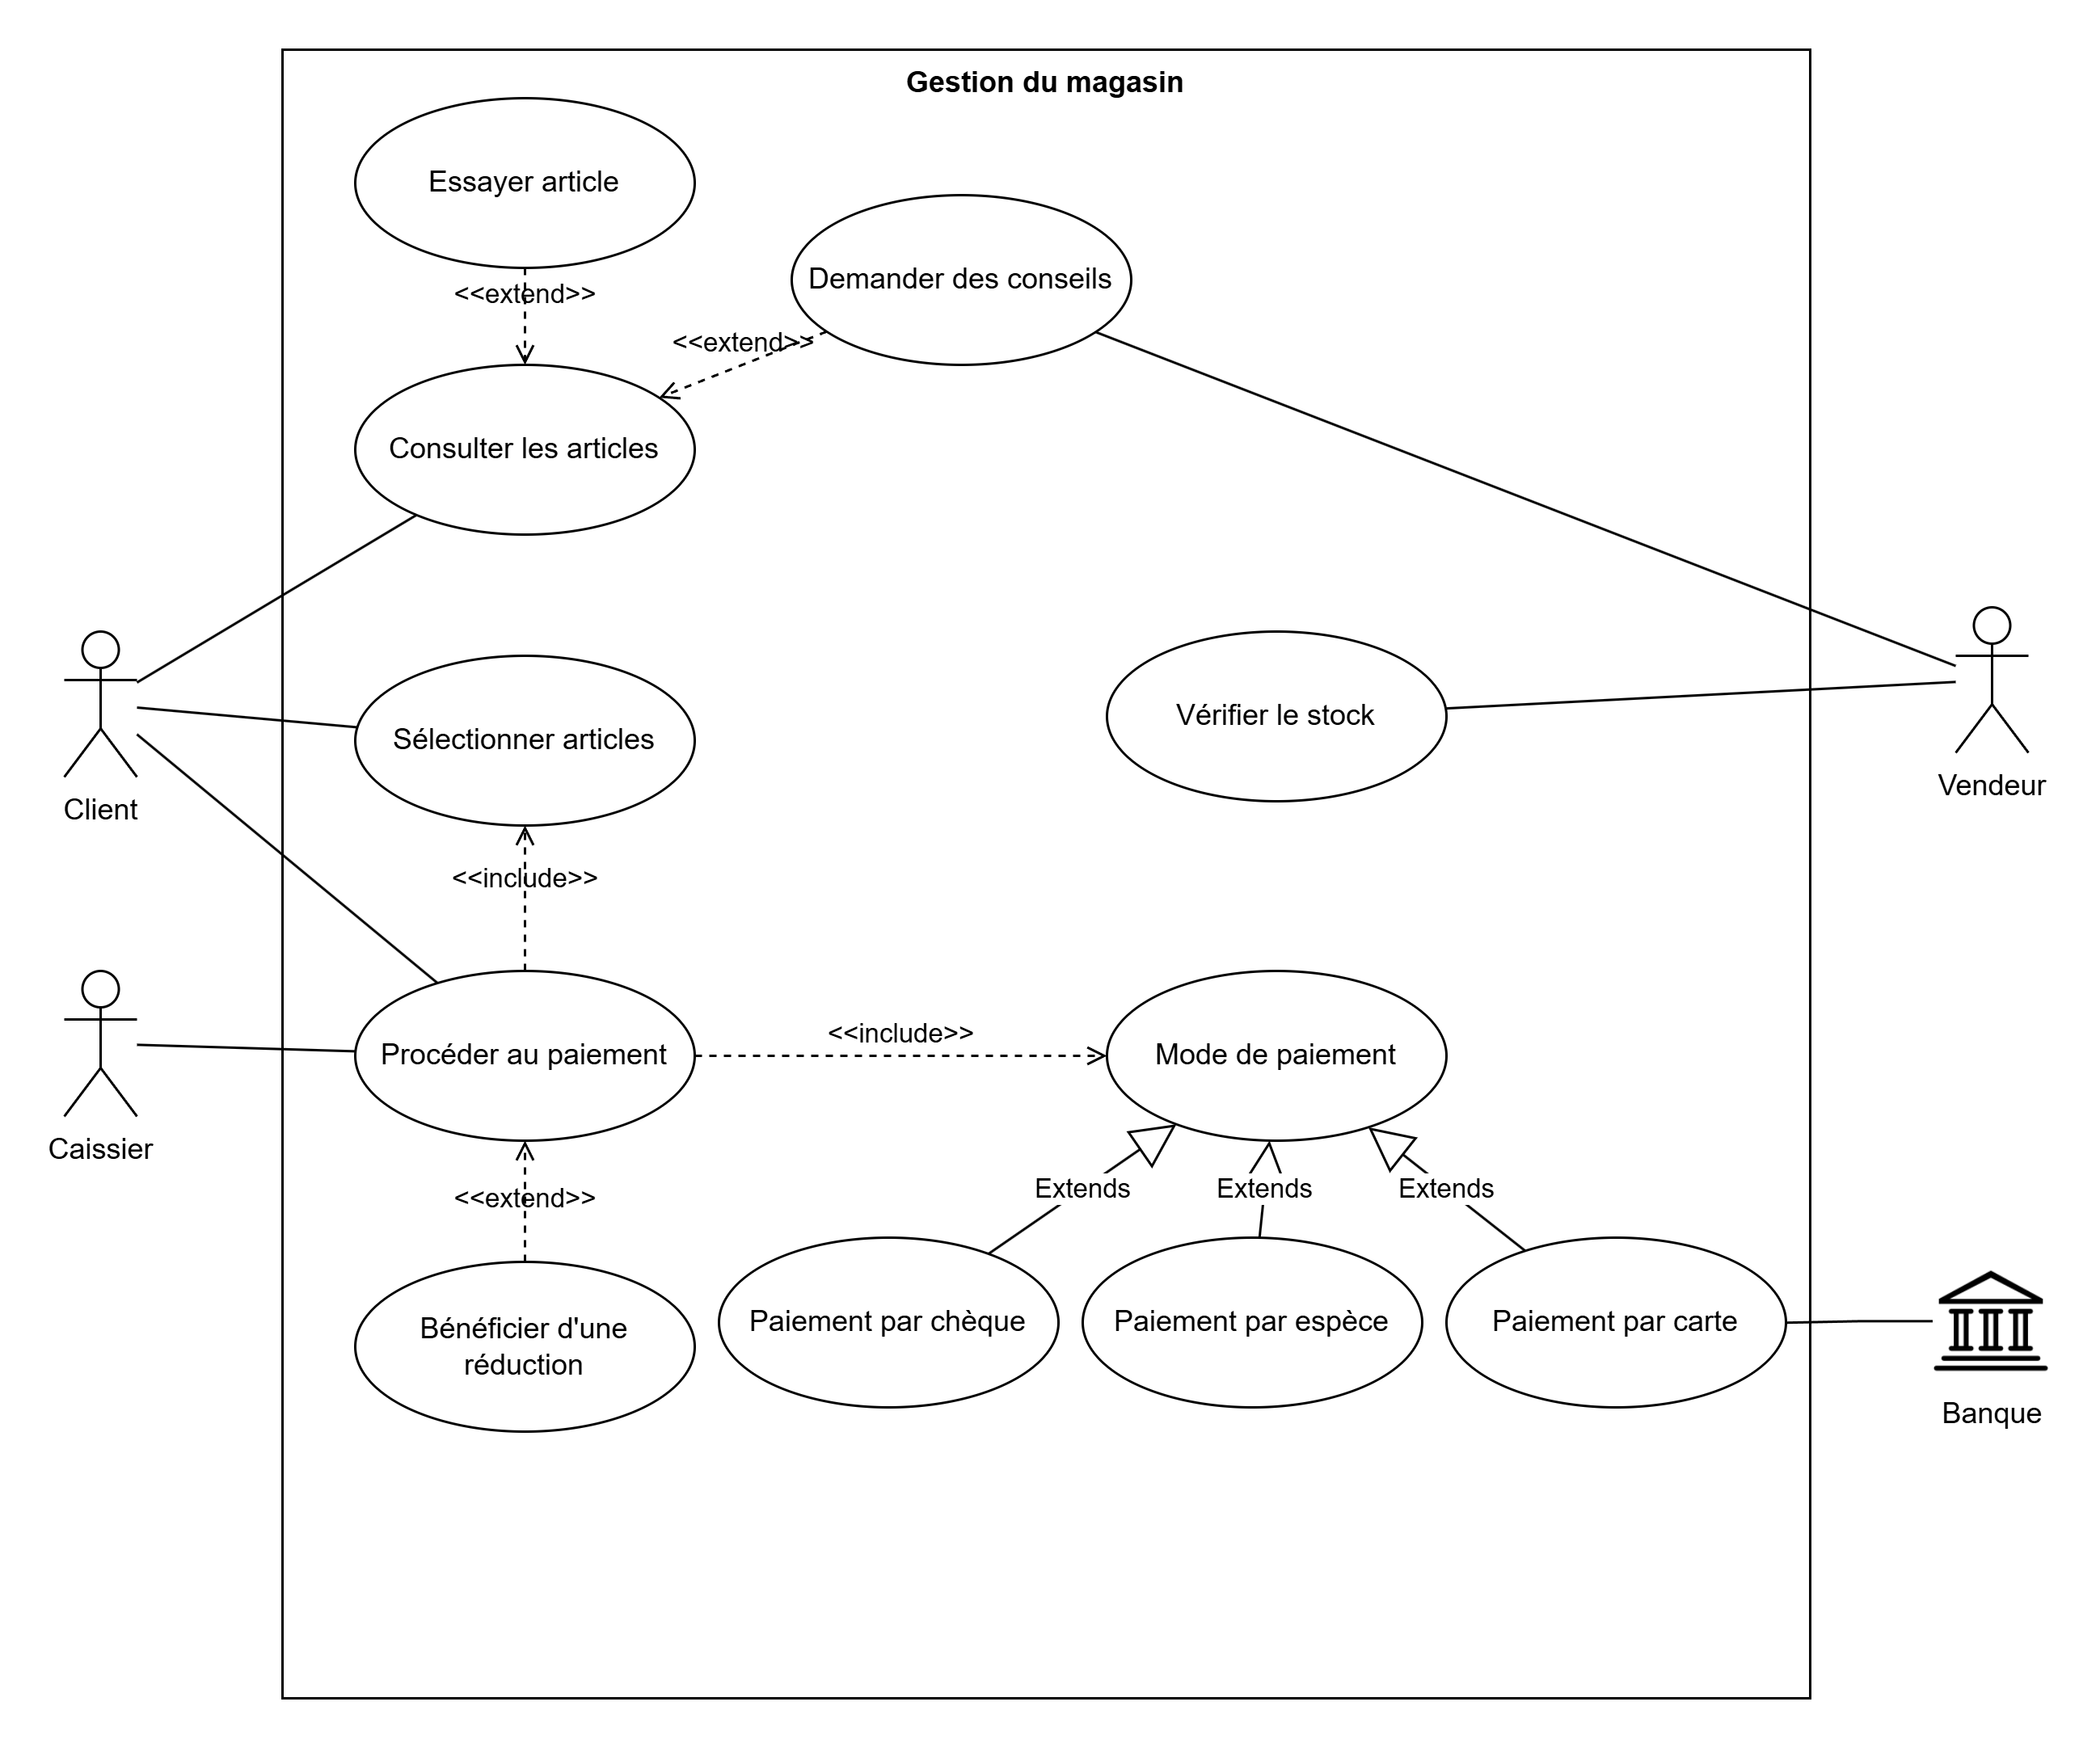 Gestion du magasin
Essayer article
<<extend>>
Demander des conseils
<<extend>>
Consulter les articles
Client
Sélectionner articles
Vérifier le stock
Vendeur
<<include>>
Caissier
Procéder au paiement
<<include>>
Mode de paiement
<<extend>>
Extends
Extends
Extends
Bénéficier d'une
réduction
Paiement par chèque
Paiement par espèce
Paiement par carte
Banque